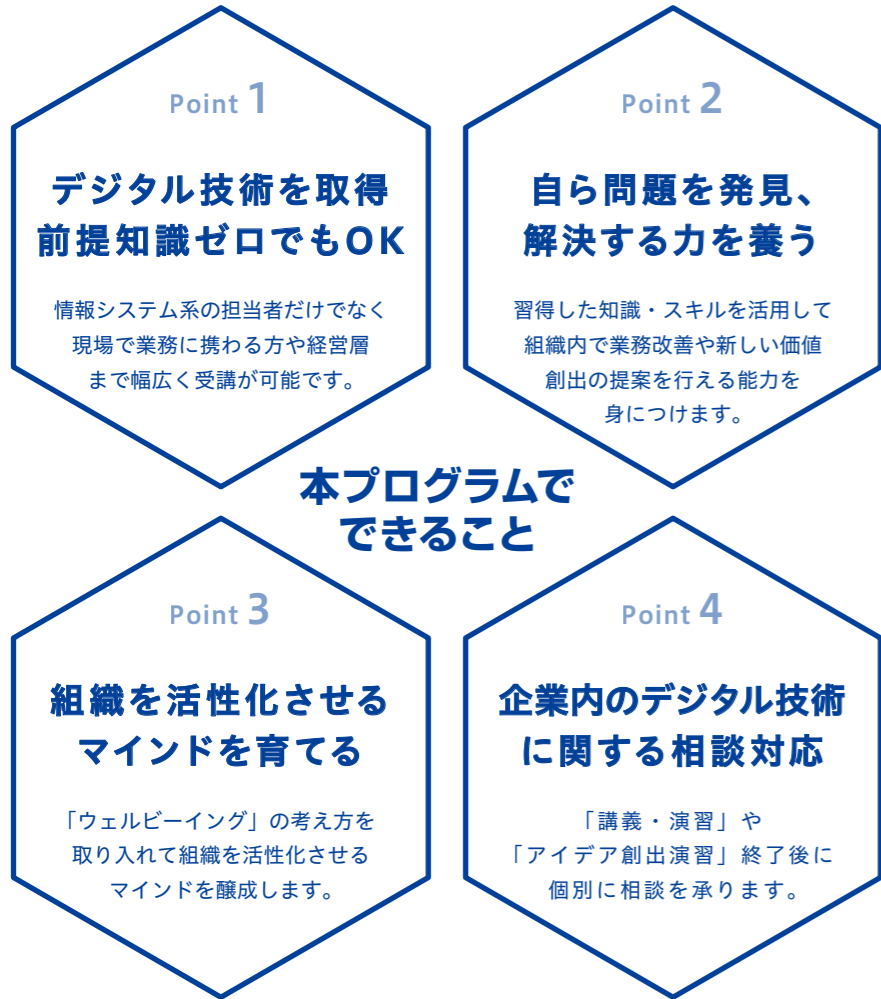 Point 1
デジタル技術を取得
前提知識ゼロでもOK
情報システム系の担当者だけでなく
現場で業務に携わる方や経営層
まで幅広く受講が可能です。
Point 2
自ら問題を発見、
解決する力を養う
習得した知識・スキルを活用して
組織内で業務改善や新しい価値
創出の提案を行える能力を
身につけます。
本プログラムで
できること
Point 3
組織を活性化させる
マインドを育てる
「ウェルビーイング」の考え方を
取り入れて組織を活性化させる
マインドを醸成します。
Point 4
企業内のデジタル技術
に関する相談対応
「講義・演習」や
「アイデア創出演習」終了後に
個別に相談を承ります。